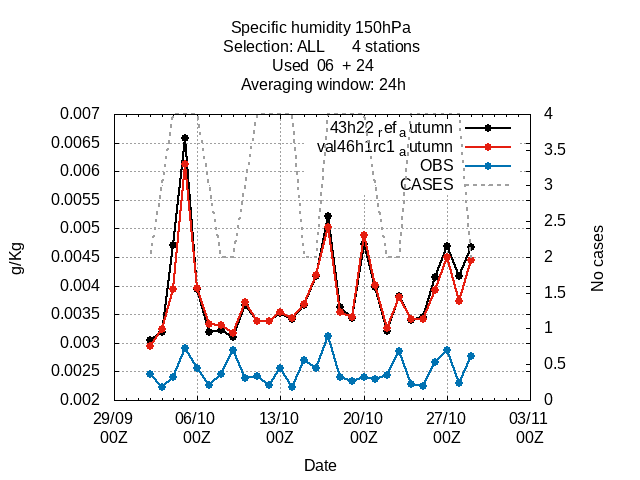 Specific humidity 150hPa
Selection: ALL 4 stations
Used 06 + 24
Averaging window: 24h
0.007
0.0065
0.006
0.0055
0.005
0.0045
0.004
0.0035
0.003
0.0025
0.002
g/Kg
43h22refautumn
val46h1rc1autumn
OBS
CASES
4
3.5
3
2.5
2
1.5
1
0.5
0
No cases
29/09 06/10 13/10 20/10 27/10 03/11
00Z 00Z 00Z 00Z 00Z 00Z
Date